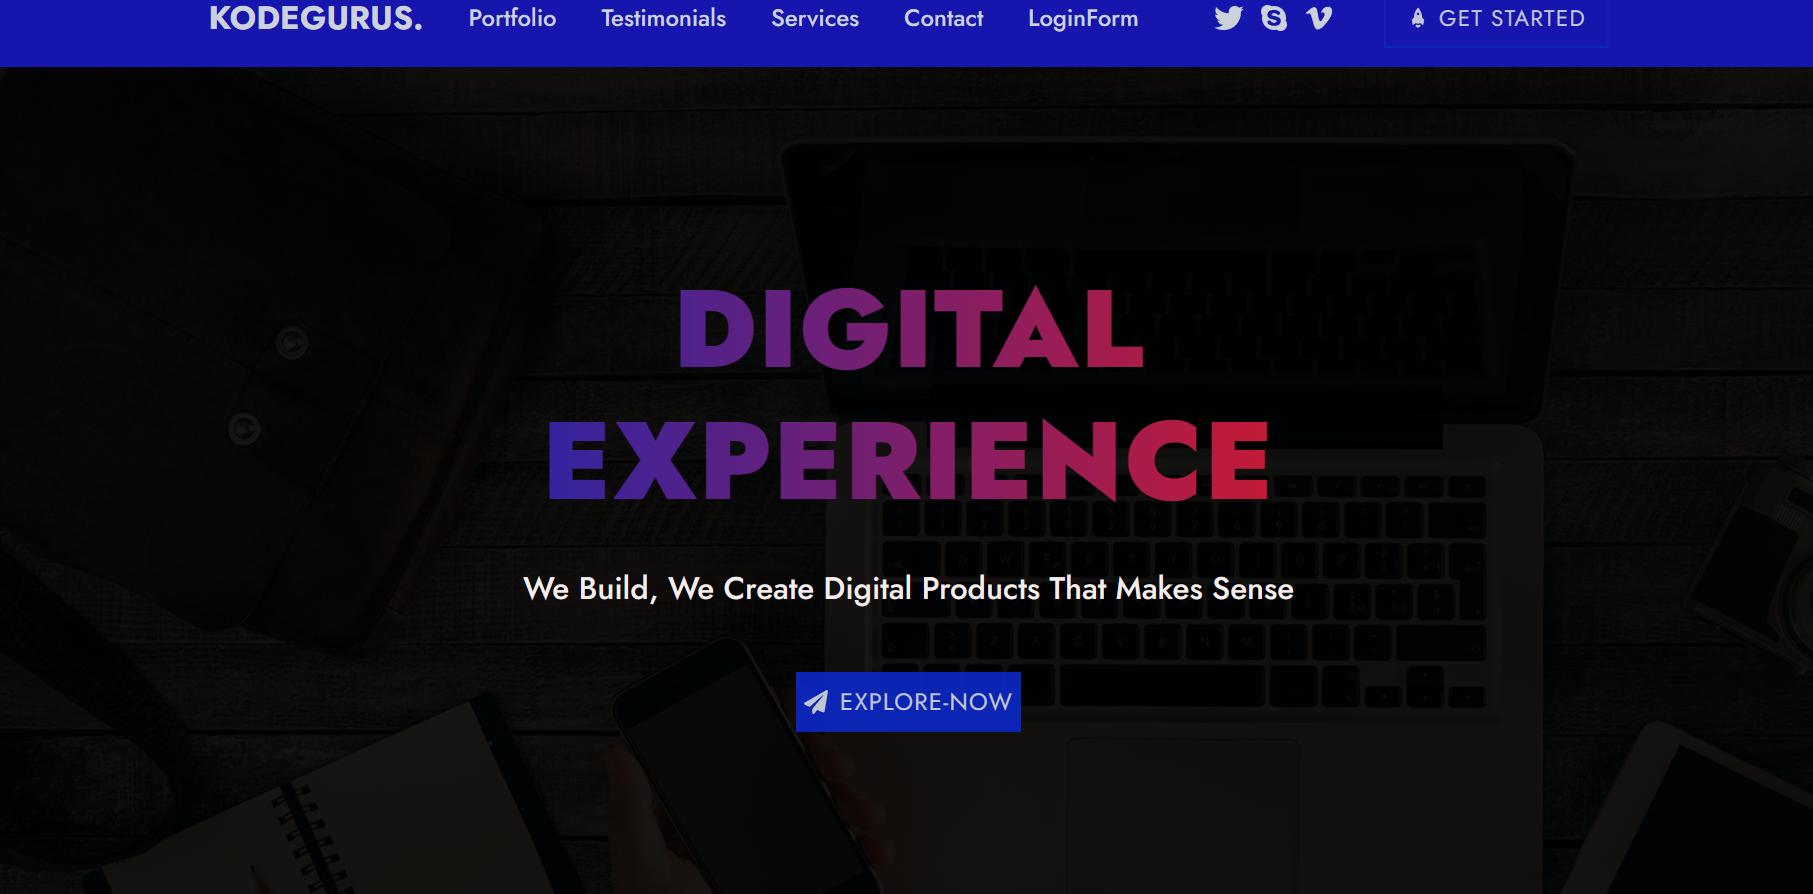 KODEGURUS. Portfolio Testimonials Services Contact LoginForm GET STARTED
DIGITAL
EXPERIENCE
We Build, We Create Digital Products That Makes Sense
EXPLORE-NOW